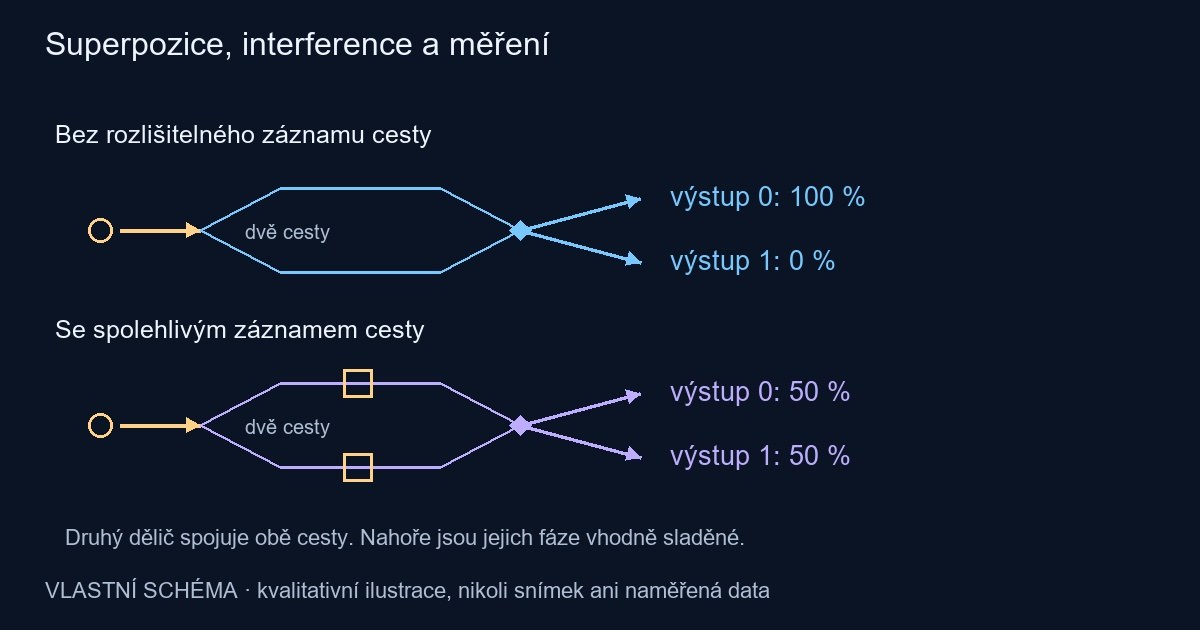 Superpozice, interference a měření
Bez rozlišitelného záznamu cesty
výstup 0: 100 %
dvě cesty
výstup 1: 0 %
Se spolehlivým záznamem cesty
výstup 0: 50 %
dvě cesty
výstup 1: 50 %
Druhý dělič spojuje obě cesty. Nahoře jsou jejich fáze vhodně sladěné.
VLASTNÍ SCHÉMA · kvalitativní ilustrace, nikoli snímek ani naměřená data